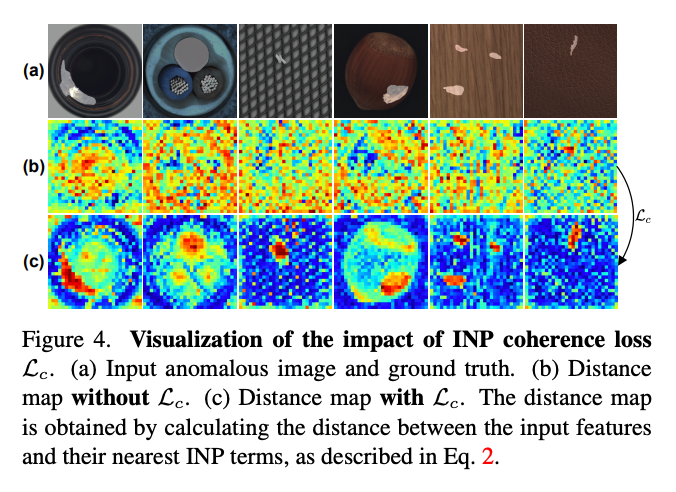 (a)
(b)
ℒc
(c)
Figure 4. Visualization of the impact of INP coherence loss
ℒc. (a) Input anomalous image and ground truth. (b) Distance
map without ℒc. (c) Distance map with ℒc. The distance map
is obtained by calculating the distance between the input features
and their nearest INP terms, as described in Eq. 2.